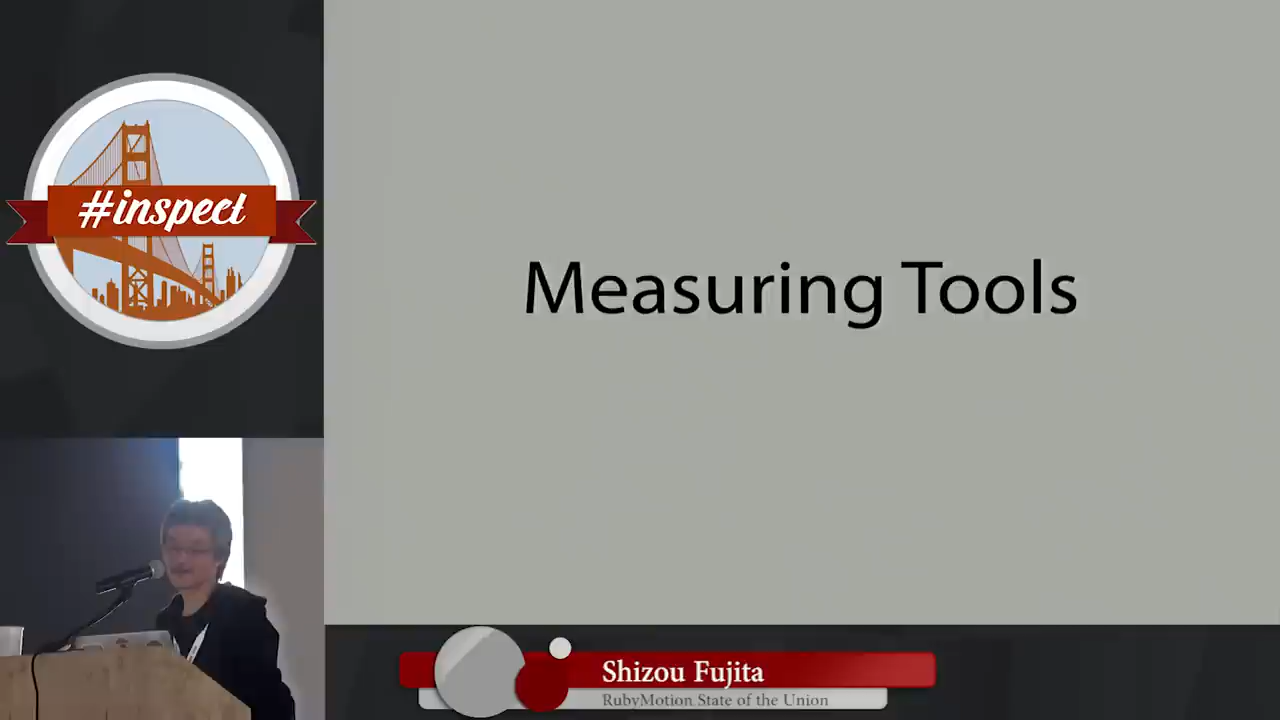 #inspect
Measuring Tools
Shizou Fujita
RubyMotion State of the Union